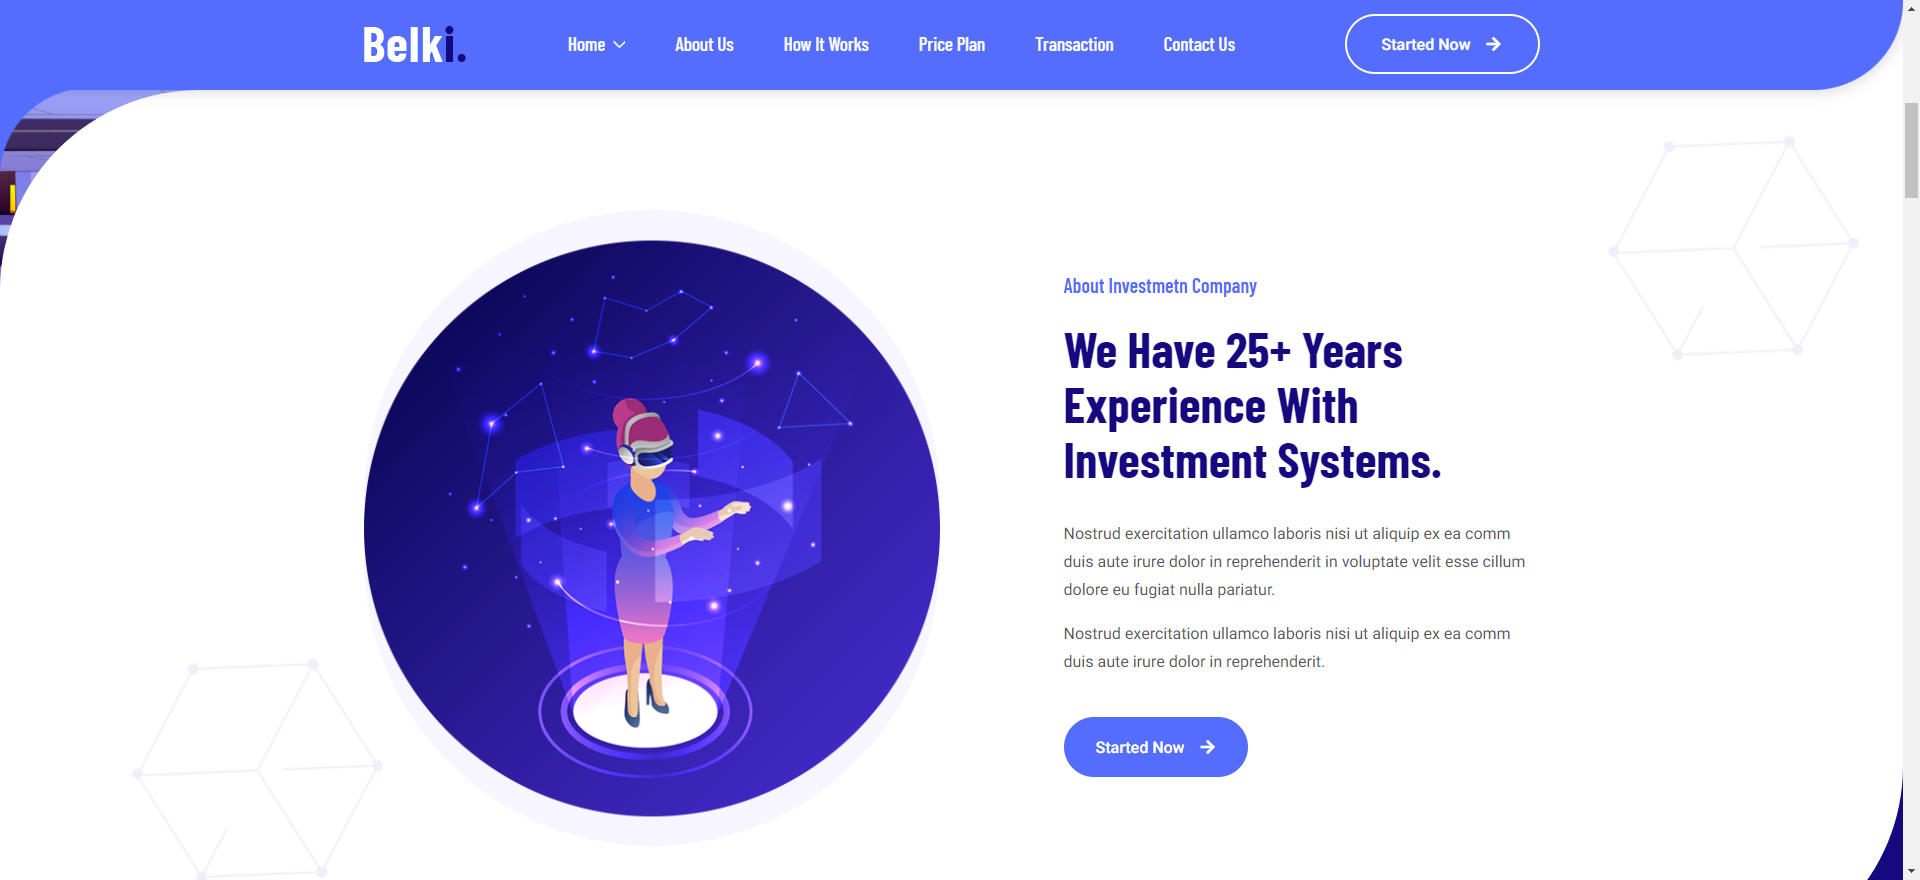 Belki.
Home
About Us
How It Works
Price Plan
Transaction
Contact Us
Started Now
About Investmetn Company
We Have 25+ Years
Experience With
Investment Systems.
Nostrud exercitation ullamco laboris nisi ut aliquip ex ea comm
duis aute irure dolor in reprehenderit in voluptate velit esse cillum
dolore eu fugiat nulla pariatur.
Nostrud exercitation ullamco laboris nisi ut aliquip ex ea comm
duis aute irure dolor in reprehenderit.
Started Now